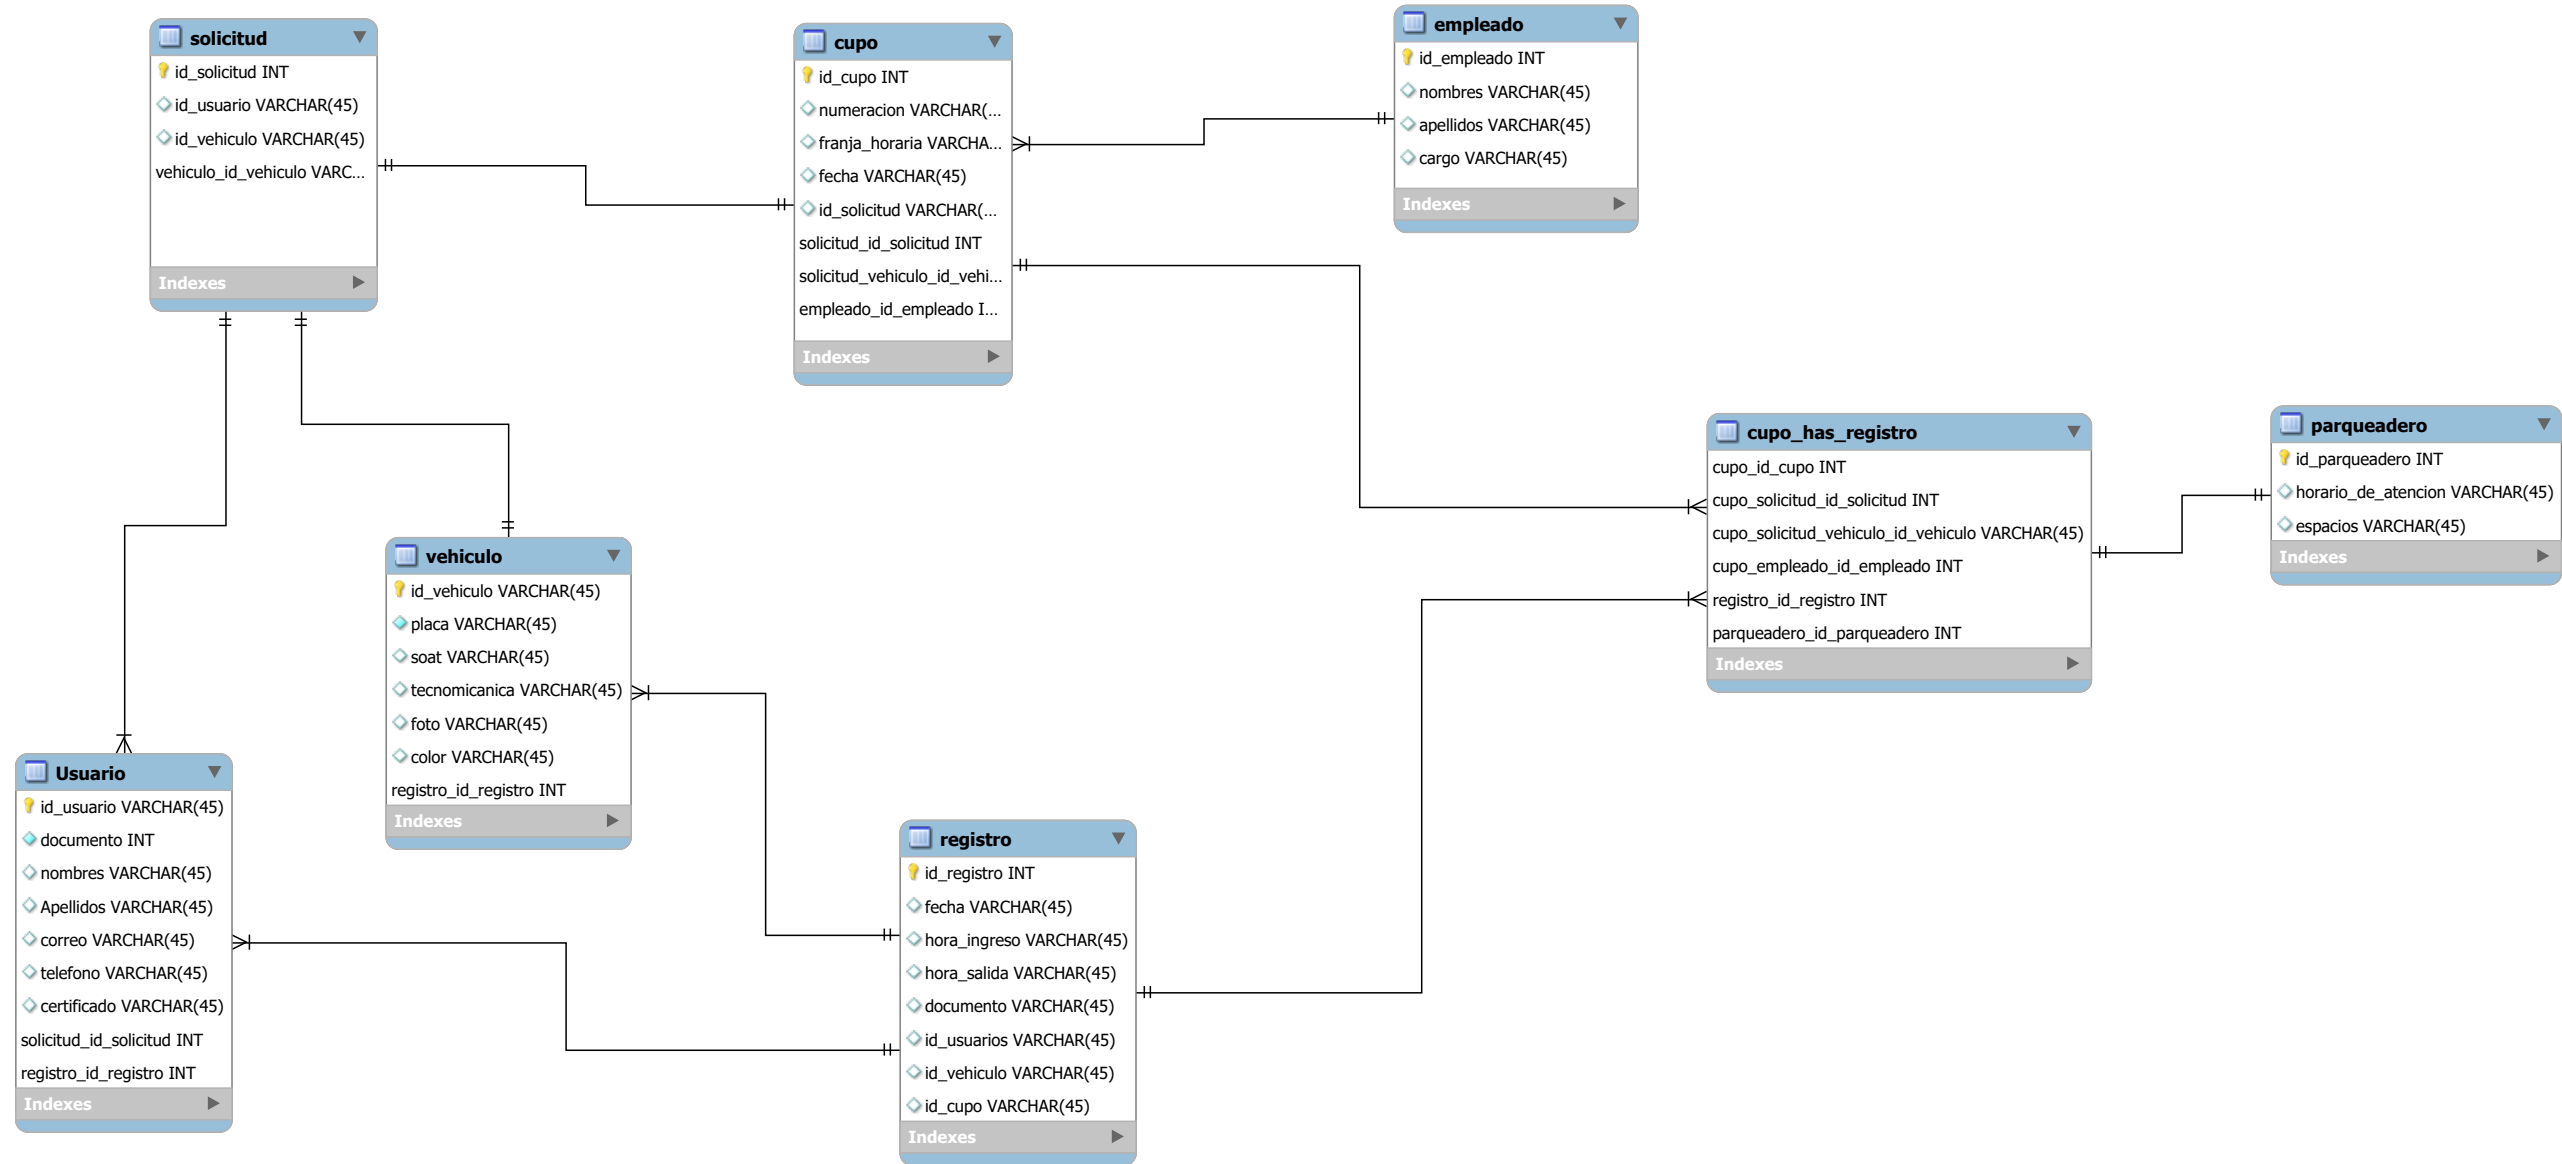 solicitud
id_solicitud INT
id_usuario VARCHAR(45)
id_vehiculo VARCHAR(45)
vehiculo_id_vehiculo VARC...
Indexes
cupo
id_cupo INT
numeracion VARCHAR(...
franja_horaria VARCHA...
fecha VARCHAR(45)
id_solicitud VARCHAR(...
solicitud_id_solicitud INT
solicitud_vehiculo_id_vehi...
empleado_id_empleado I...
Indexes
empleado
id_empleado INT
nombres VARCHAR(45)
apellidos VARCHAR(45)
cargo VARCHAR(45)
Indexes
cupo_has_registro
cupo_id_cupo INT
cupo_solicitud_id_solicitud INT
cupo_solicitud_vehiculo_id_vehiculo VARCHAR(45)
cupo_empleado_id_empleado INT
registro_id_registro INT
parqueadero_id_parqueadero INT
Indexes
parqueadero
id_parqueadero INT
horario_de_atencion VARCHAR(45)
espacios VARCHAR(45)
Indexes
vehiculo
id_vehiculo VARCHAR(45)
placa VARCHAR(45)
soat VARCHAR(45)
tecnomicanica VARCHAR(45)
foto VARCHAR(45)
color VARCHAR(45)
registro_id_registro INT
Indexes
Usuario
id_usuario VARCHAR(45)
documento INT
nombres VARCHAR(45)
Apellidos VARCHAR(45)
correo VARCHAR(45)
telefono VARCHAR(45)
certificado VARCHAR(45)
solicitud_id_solicitud INT
registro_id_registro INT
Indexes
registro
id_registro INT
fecha VARCHAR(45)
hora_ingreso VARCHAR(45)
hora_salida VARCHAR(45)
documento VARCHAR(45)
id_usuarios VARCHAR(45)
id_vehiculo VARCHAR(45)
id_cupo VARCHAR(45)
Indexes